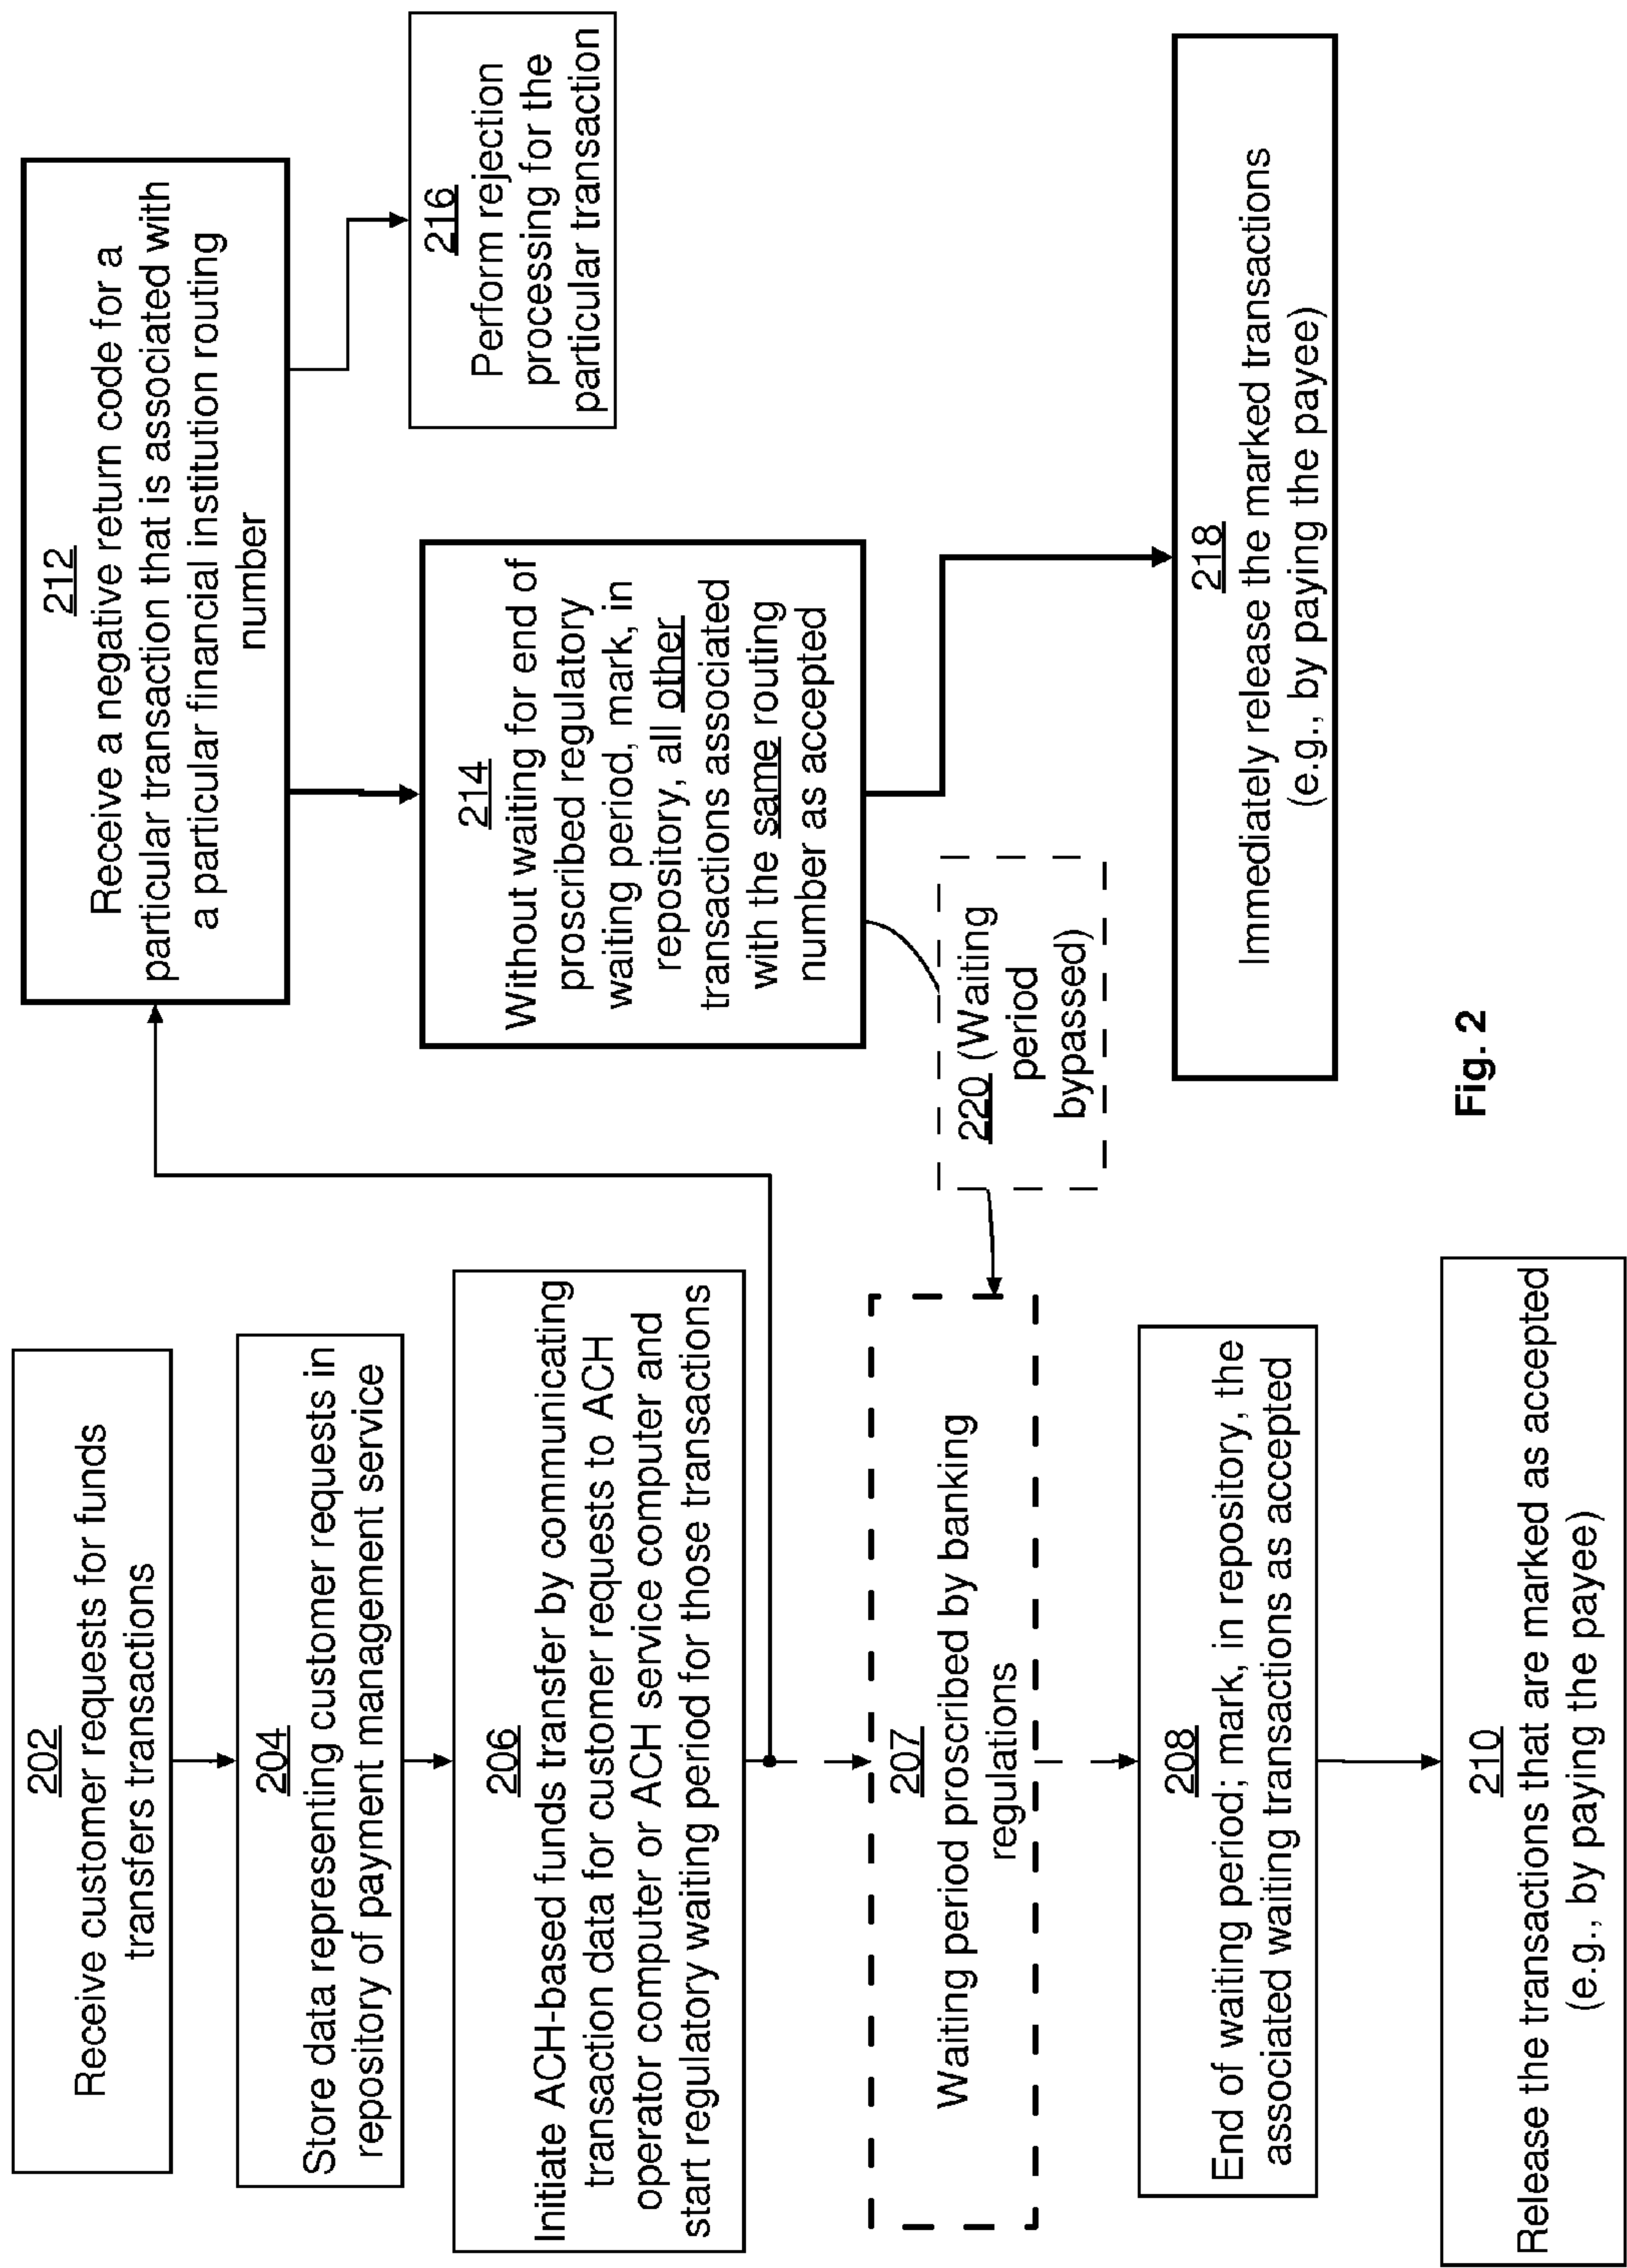 202
Receive customer requests for funds
transfers transactions
204
Store data representing customer requests in
repository of payment management service
206
Initiate ACH-based funds transfer by communicating
transaction data for customer requests to ACH
operator computer or ACH service computer and
start regulatory waiting period for those transactions
207
Waiting period proscribed by banking
regulations
208
End of waiting period; mark, in repository, the
associated waiting transactions as accepted
210
Release the transactions that are marked as accepted
(e.g., by paying the payee)
212
Receive a negative return code for a
particular transaction that is associated with
a particular financial institution routing
number
214
Without waiting for end of
proscribed regulatory
waiting period, mark, in
repository, all other
transactions associated
with the same routing
number as accepted
216
Perform rejection
processing for the
particular transaction
220 (Waiting
period
bypassed)
218
Immediately release the marked transactions
(e.g., by paying the payee)
Fig. 2